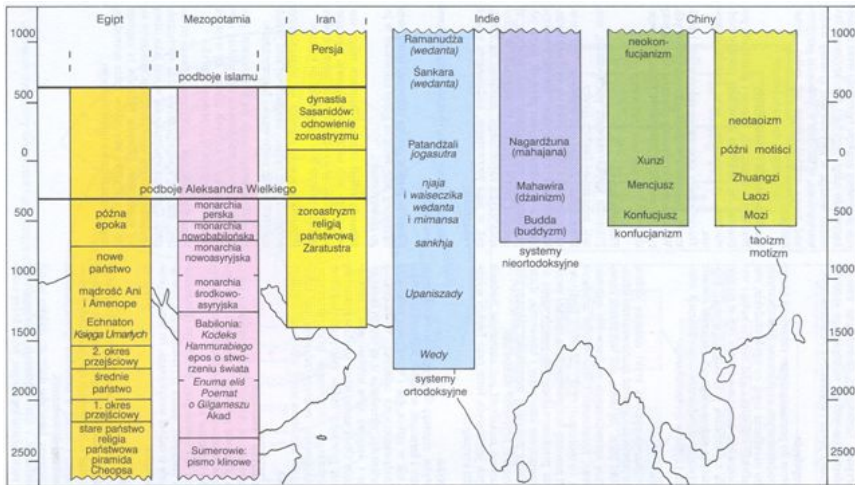 Egipt
Mezopotamia
Iran
Indie
Chiny
1000
500
0
500
1000
1500
2000
2500
podboje islamu
podboje Aleksandra Wielkiego
późna
epoka
nowe
państwo
mądrość Ani
i Amenope
Echnaton
Księga Umarłych
2. okres
przejściowy
średnie
państwo
1. okres
przejściowy
stare państwo
religia
państwowa
piramida
Cheopsa
monarchia
perska
monarchia
nowobabilońska
monarchia
nowoasyryjska
monarchia
środkowo-
asyryjska
Babilonia:
Kodeks
Hammurabiego
epos o stwo-
rzeniu świata
Enuma eliš
Poemat
o Gilgameszu
Akad
Sumerowie:
pismo klinowe
Persja
dynastia
Sasanidów:
odnowienie
zoroastryzmu
zoroastryzm
religią
państwową
Zaratustra
Ramanudża
(wedanta)
Śankara
(wedanta)
Patańdżali
jogasutra
njaja
i waiseczika
wedanta
i mimansa
sankhja
Upaniszady
Wedy
systemy
ortodoksyjne
Nagardżuna
(mahajana)
Mahawira
(dżainizm)
Budda
(buddyzm)
systemy
nieortodoksyjne
neokon-
fucjanizm
Xunzi
Mencjusz
Konfucjusz
konfucjanizm
neotaoizm
późni motiści
Zhuangzi
Laozi
Mozi
taoizm
motizm
1000
500
0
500
1000
1500
2000
2500